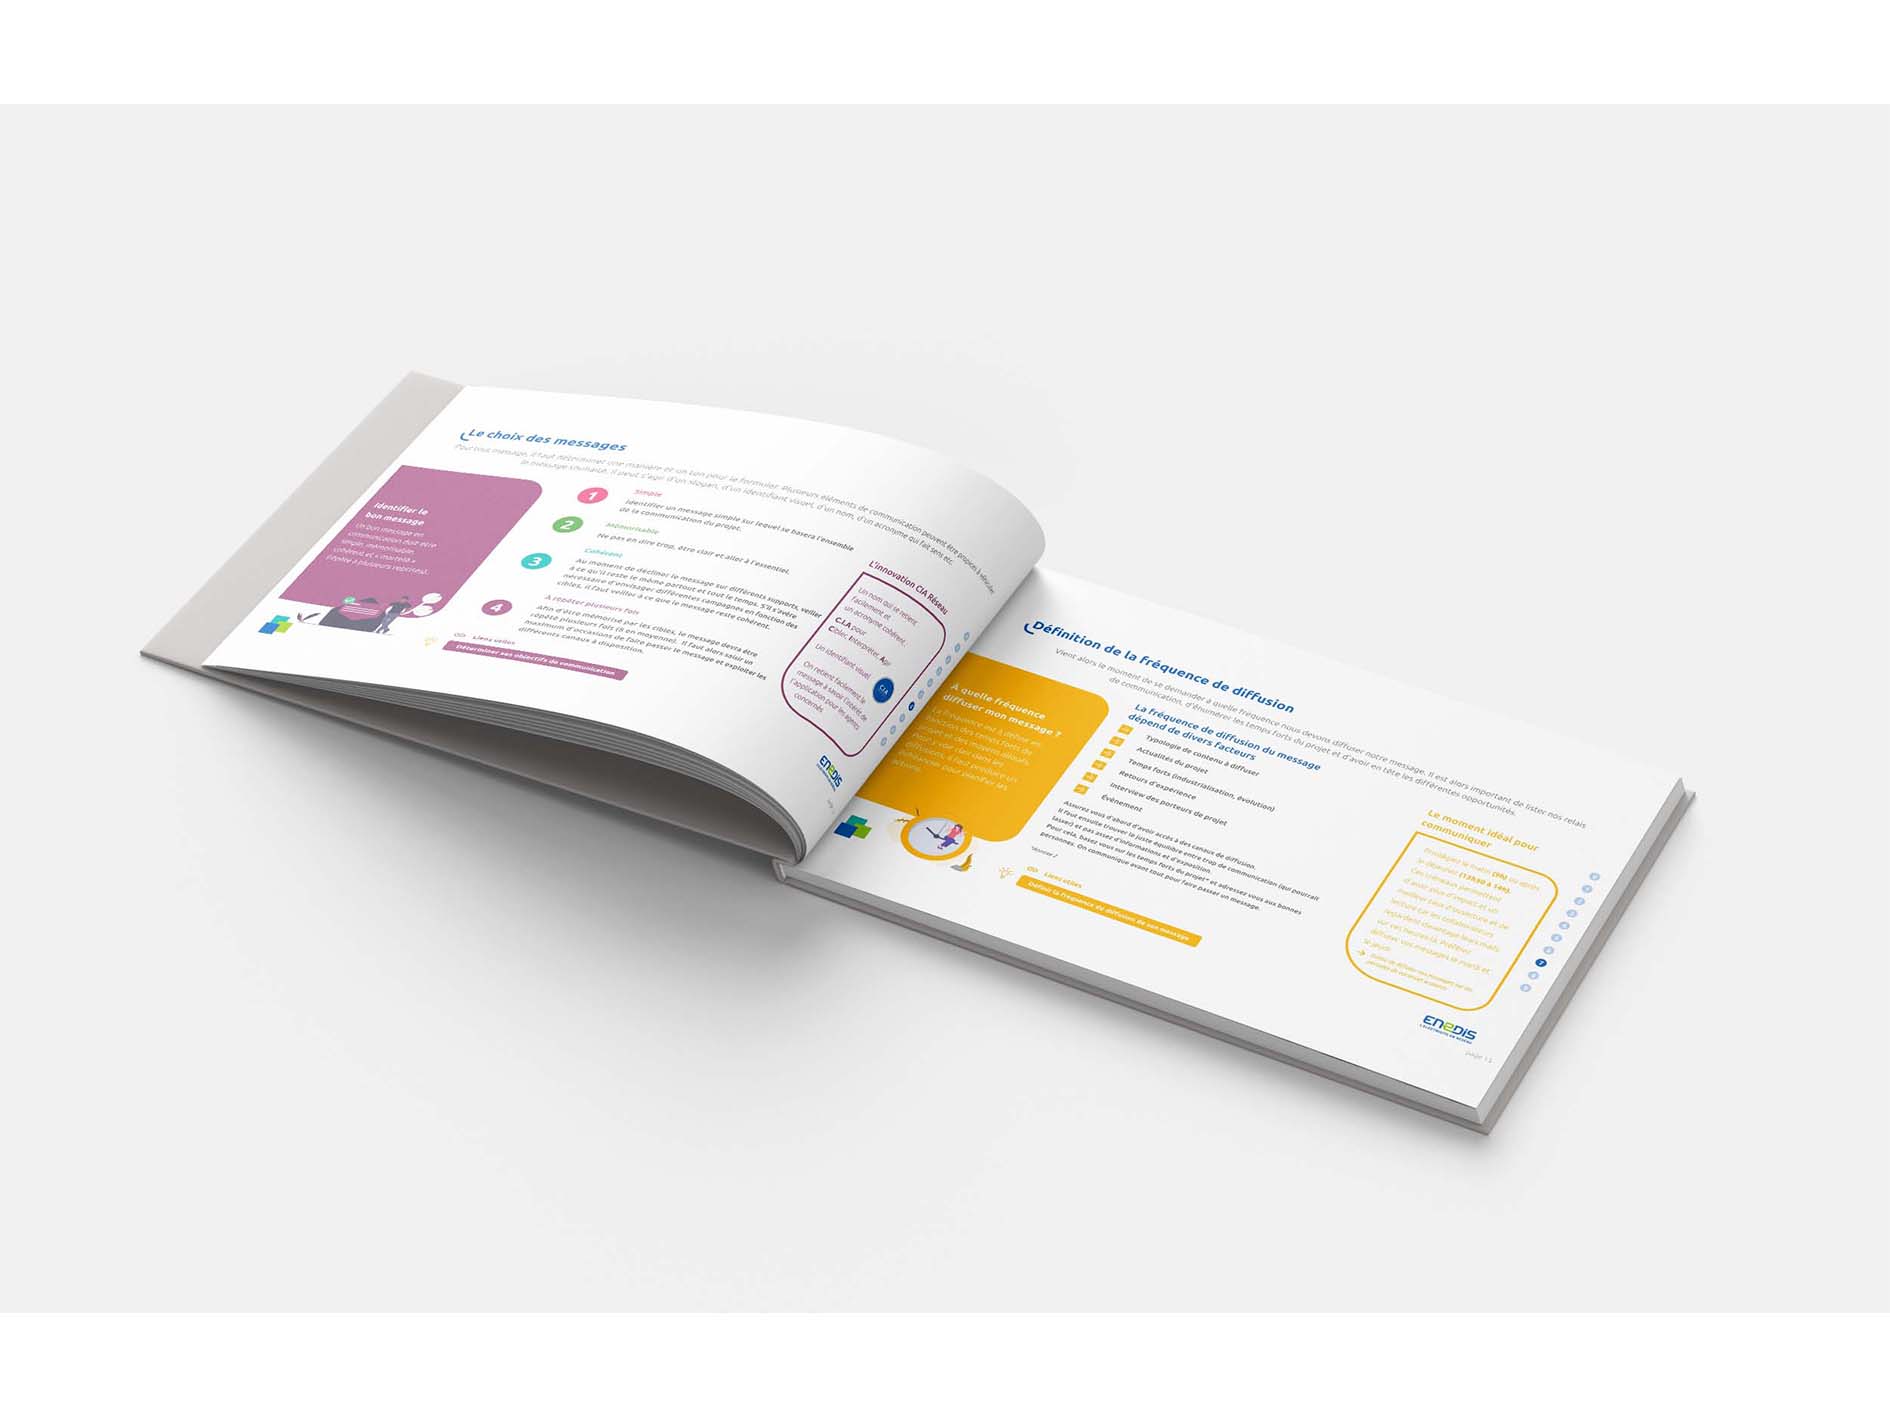 Le choix des messages
Pour tout message, il faut déterminer une manière et un ton pour le formuler. Plusieurs éléments de communication peuvent être propices à véhiculer
le message souhaité. Il peut s'agir d'un slogan, d'un identifiant visuel, d'un nom, d'un acronyme qui fait sens etc.
Identifier le
bon message
Un bon message en
communication doit être
simple, mémorisable,
cohérent et « martelé »
(répété à plusieurs reprises).
1
Simple
Identifier un message simple sur lequel se basera l'ensemble
de la communication du projet.
2
Mémorisable
Ne pas en dire trop, être clair et aller à l'essentiel.
3
Cohérent
Au moment de décliner le message sur différents supports, veiller
à ce qu'il reste le même partout et tout le temps. S'il s'avère
nécessaire d'envisager différentes campagnes en fonction des
cibles, il faut veiller à ce que le message reste cohérent.
4
À répéter plusieurs fois
Afin d'être mémorisé par les cibles, le message devra être
répété plusieurs fois (6 en moyenne). Il faut alors saisir un
maximum d'occasions de faire passer le message et exploiter les
différents canaux à disposition.
Liens utiles
Déterminer ses objectifs de communication
L'innovation CIA Réseau
Un nom qui se retient
facilement et
un acronyme cohérent :
C.I.A pour
Cibler, Interpréter, Agir
Un identifiant visuel
CIA
On retient facilement le
message à savoir l'intérêt de
l'application pour les agents
concernés
ENEDIS
Définition de la fréquence de diffusion
Vient alors le moment de se demander à quelle fréquence nous devons diffuser notre message. Il est alors important de lister nos relais
de communication, d'énumérer les temps forts du projet et d'avoir en tête les différentes opportunités.
À quelle fréquence
diffuser mon message ?
La fréquence est à définir en
fonction des temps forts du
projet et des moyens alloués.
Pour y voir clair dans les
diffusions, il faut produire un
échéancier pour planifier les
actions.
La fréquence de diffusion du message
dépend de divers facteurs
Typologie de contenu à diffuser
Actualités du projet
Temps forts (industrialisation, évolution)
Retours d'expérience
Interview des porteurs de projet
Évènement
Assurez vous d'abord d'avoir accès à des canaux de diffusion.
Il faut ensuite trouver le juste équilibre entre trop de communication (qui pourrait
lasser) et pas assez d'informations et d'exposition.
Pour cela, basez vous sur les temps forts du projet* et adressez vous aux bonnes
personnes. On communique avant tout pour faire passer un message.
Liens utiles
Définir la fréquence de diffusion de son message
Le moment idéal pour
communiquer
Privilégiez le matin (9h) ou après
le déjeuner (13h30 à 14h).
Ces créneaux permettent
d'avoir plus d'impact et un
meilleur taux d'ouverture et de
lecture car les collaborateurs
regardent davantage leurs mails
sur ces heures-là. Préférez
diffuser vos messages le mardi et
le jeudi.
7
ENEDIS
L'ELECTRICITE EN RESEAU